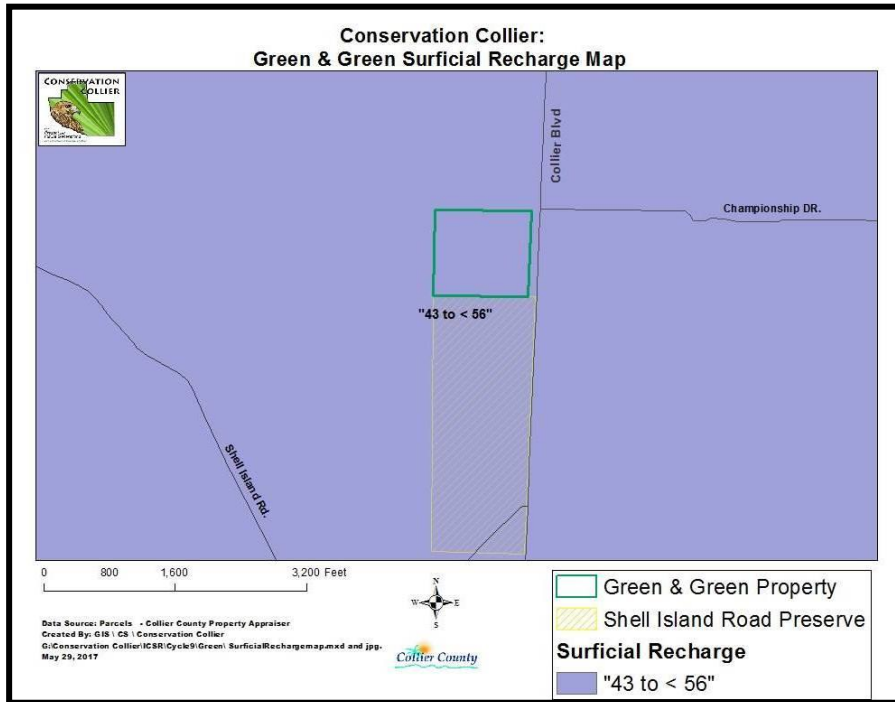 Conservation Collier:
Green & Green Surficial Recharge Map
CONSERVATION
COLLIER
Collier Blvd
Championship DR.
"43 to < 56"
Shell Island Rd.
0 800 1,600 3,200 Feet
N
W E
S
Data Source: Parcels - Collier County Property Appraiser
Created By: GIS \ CS \ Conservation Collier
G:\Conservation Collier\ICSR\Cycle9\Green\ SurficialRechargemap.mxd and jpg.
May 29, 2017
Collier County
Green & Green Property
Shell Island Road Preserve
Surficial Recharge
"43 to < 56"